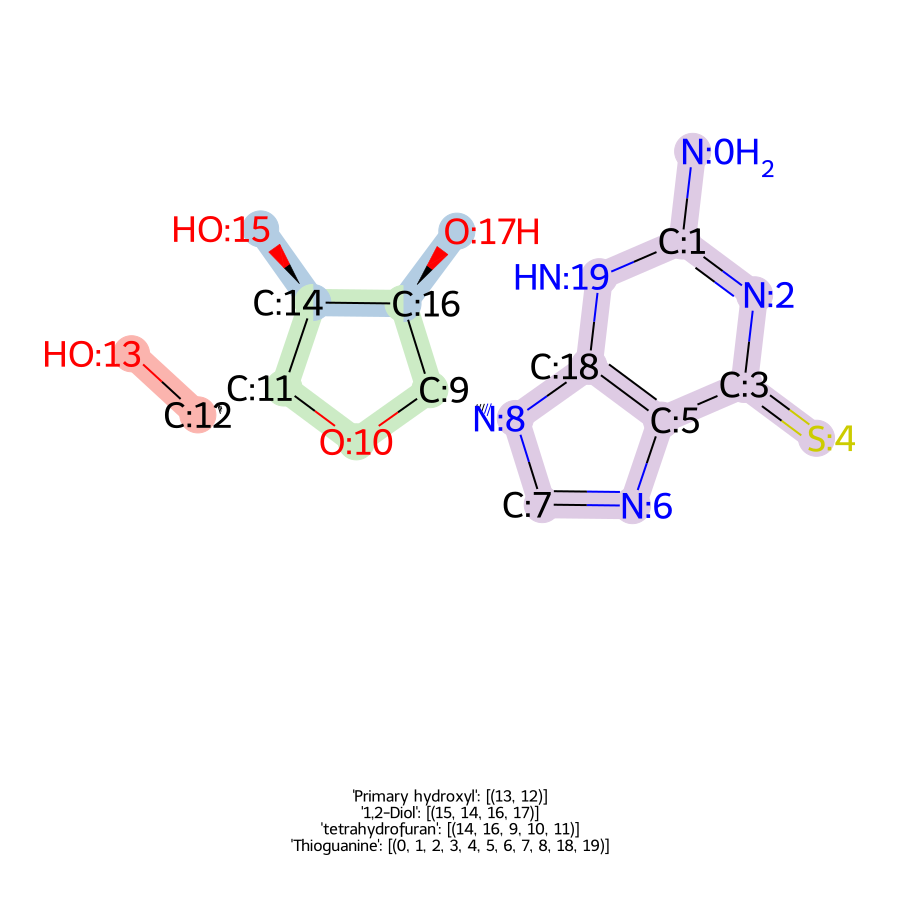 N:0H2
HO:15
O:17H
C:1
HN:19
N:2
C:14
C:16
HO:13
C:18
C:3
C:11
C:9
C:12
N:8
C:5
O:10
S:4
C:7
N:6
'Primary hydroxyl': [(13, 12)]
'1,2-Diol': [(15, 14, 16, 17)]
'tetrahydrofuran': [(14, 16, 9, 10, 11)]
'Thioguanine': [(0, 1, 2, 3, 4, 5, 6, 7, 8, 18, 19)]